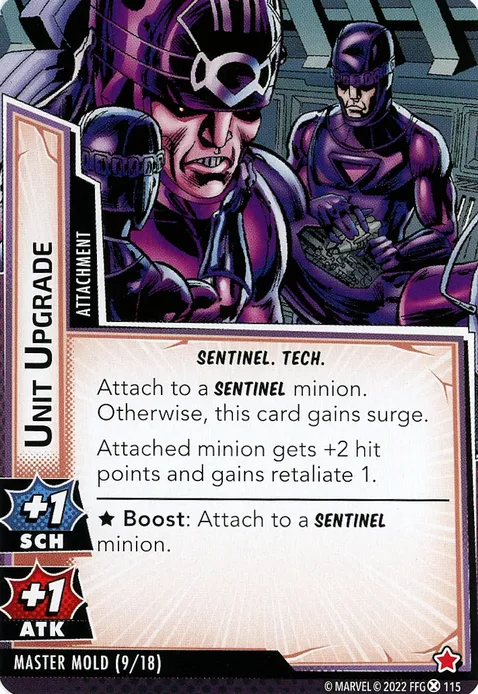 UNIT UPGRADE
ATTACHMENT
SENTINEL. TECH.
Attach to a SENTINEL minion.
Otherwise, this card gains surge.
Attached minion gets +2 hit
points and gains retaliate 1.
★ Boost: Attach to a SENTINEL
minion.
+1
SCH
+1
ATK
MASTER MOLD (9/18)
© MARVEL © 2022 FFG 115